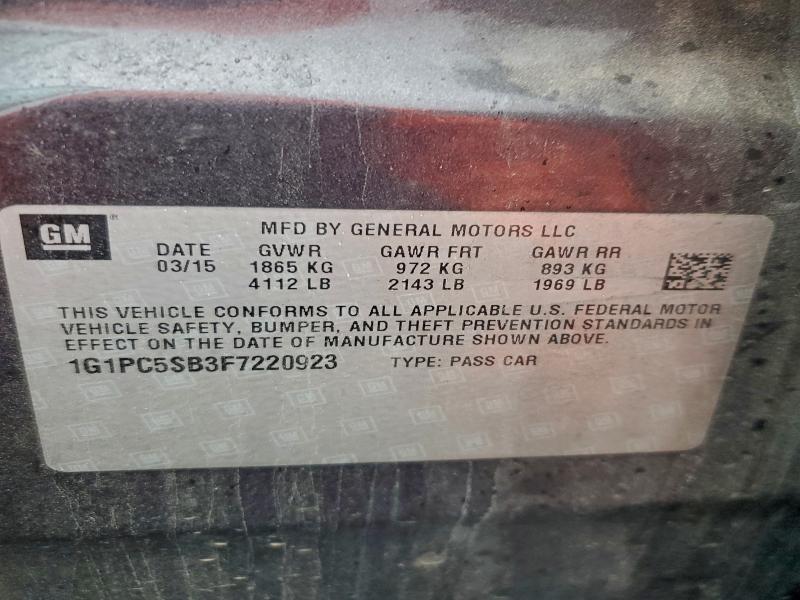 GM®
MFD BY GENERAL MOTORS LLC
DATE GVWR GAWR FRT GAWR RR
03/15 1865 KG 972 KG 893 KG
4112 LB 2143 LB 1969 LB
THIS VEHICLE CONFORMS TO ALL APPLICABLE U.S. FEDERAL MOTOR
VEHICLE SAFETY, BUMPER, AND THEFT PREVENTION STANDARDS IN
EFFECT ON THE DATE OF MANUFACTURE SHOWN ABOVE.
1G1PC5SB3F7220923 TYPE: PASS CAR